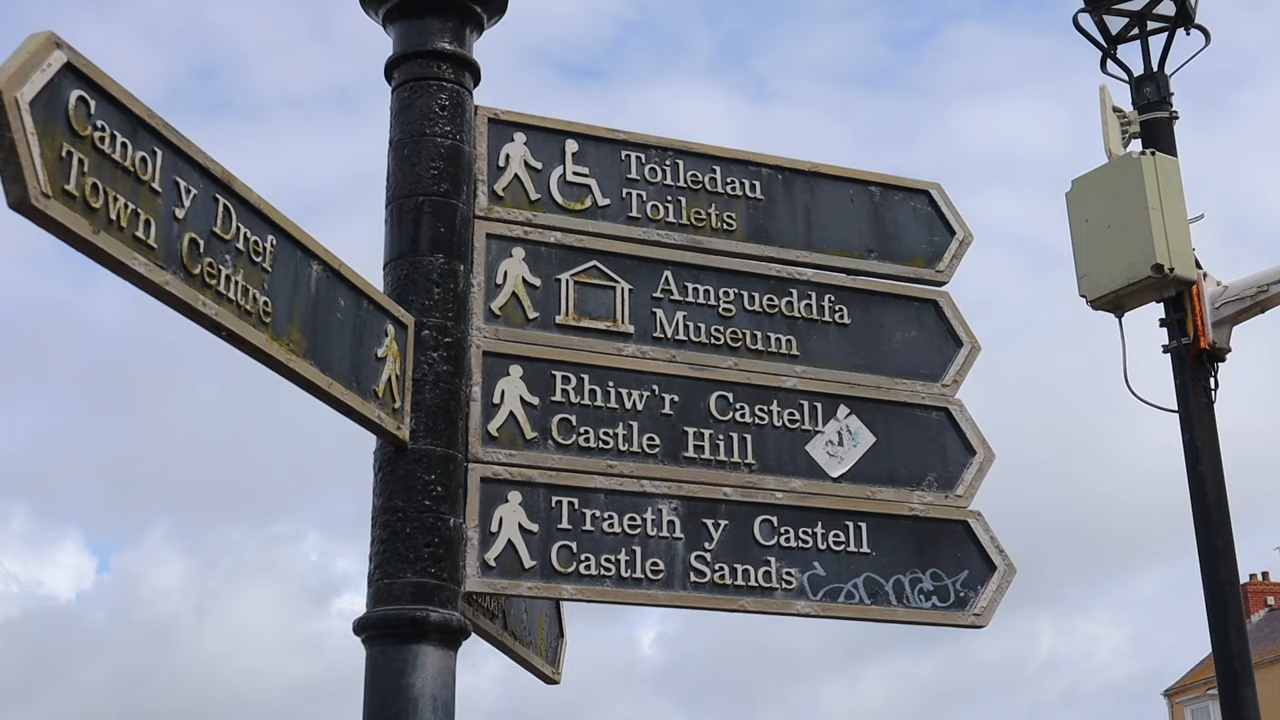 Canol y Dref
Town Centre
Toiledau
Toilets
Amgueddfa
Museum
Rhiw'r Castell
Castle Hill
Traeth y Castell
Castle Sands